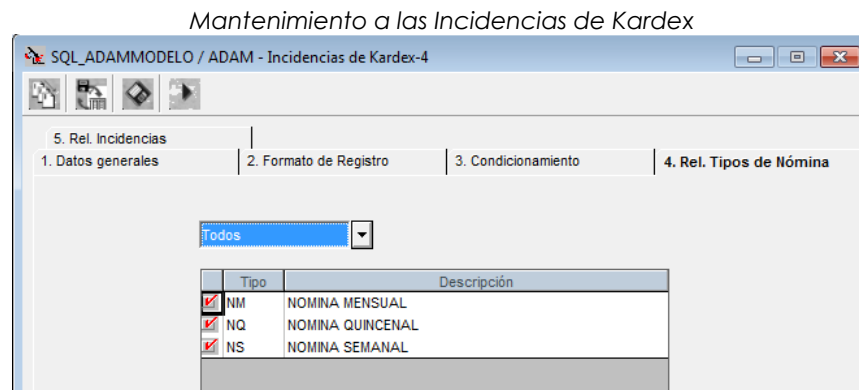 Mantenimiento a las Incidencias de Kardex
SQL_ADAMMODELO / ADAM - Incidencias de Kardex-4
5. Rel. Incidencias
1. Datos generales 2. Formato de Registro 3. Condicionamiento 4. Rel. Tipos de Nómina
Todos
Tipo Descripción
NM NOMINA MENSUAL
NQ NOMINA QUINCENAL
NS NOMINA SEMANAL